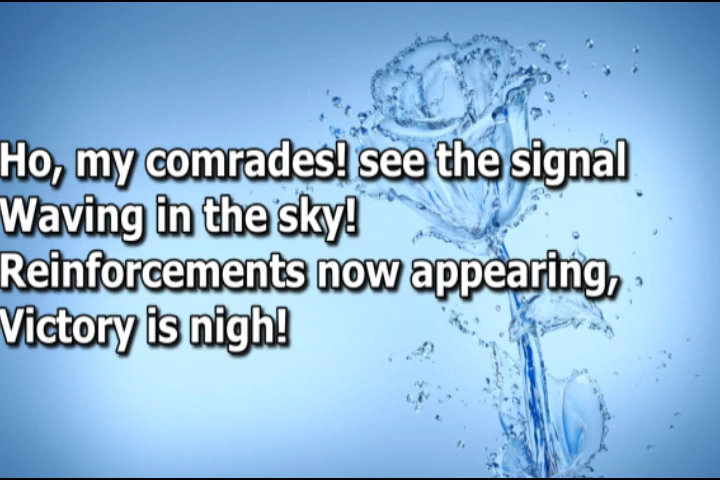 Ho, my comrades! see the signal
Waving in the sky!
Reinforcements now appearing,
Victory is nigh!